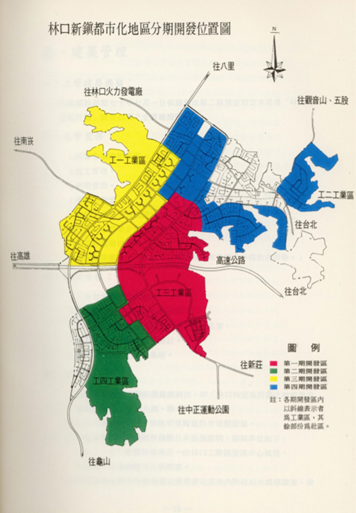 林口新鎮都市化地區分期開發位置圖
N
往八里
往林口火力發電廠
往觀音山、五股
往南崁
工一工業區
工二工業區
往台北
往高雄
高速公路
往台北
工三工業區
圖例
第一期開發區
第二期開發區
第三期開發區
第四期開發區
往新莊
工四工業區
註：各期開發區內
以斜線表示者
爲工業區，其
餘部份爲社區。
往中正運動公園
往龜山